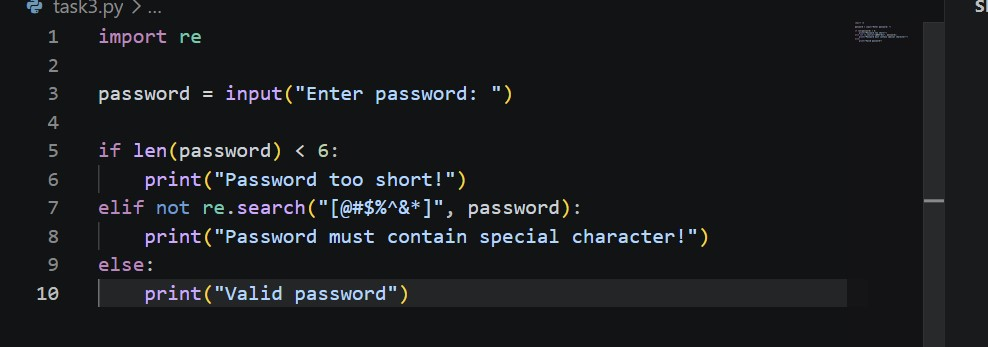 task3.py > ...
1 import re
2
3 password = input("Enter password: ")
4
5 if len(password) < 6:
6     print("Password too short!")
7 elif not re.search("[@#$%^&*]", password):
8     print("Password must contain special character!")
9 else:
10     print("Valid password")